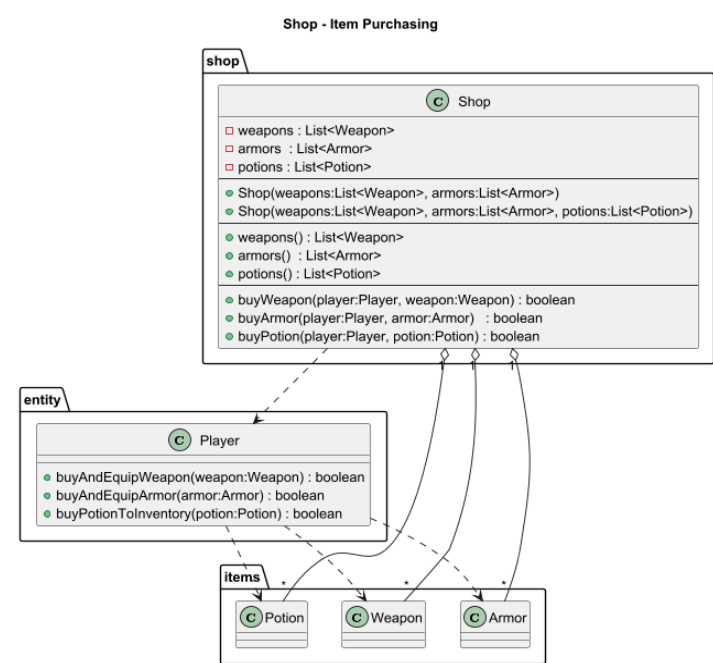 Shop - Item Purchasing
shop
C Shop
weapons : List<Weapon>
armors : List<Armor>
potions : List<Potion>
Shop(weapons:List<Weapon>, armors:List<Armor>)
Shop(weapons:List<Weapon>, armors:List<Armor>, potions:List<Potion>)
weapons() : List<Weapon>
armors() : List<Armor>
potions() : List<Potion>
buyWeapon(player:Player, weapon:Weapon) : boolean
buyArmor(player:Player, armor:Armor) : boolean
buyPotion(player:Player, potion:Potion) : boolean
1 1 1
entity
C Player
buyAndEquipWeapon(weapon:Weapon) : boolean
buyAndEquipArmor(armor:Armor) : boolean
buyPotionToInventory(potion:Potion) : boolean
items
* * *
C Potion
C Weapon
C Armor